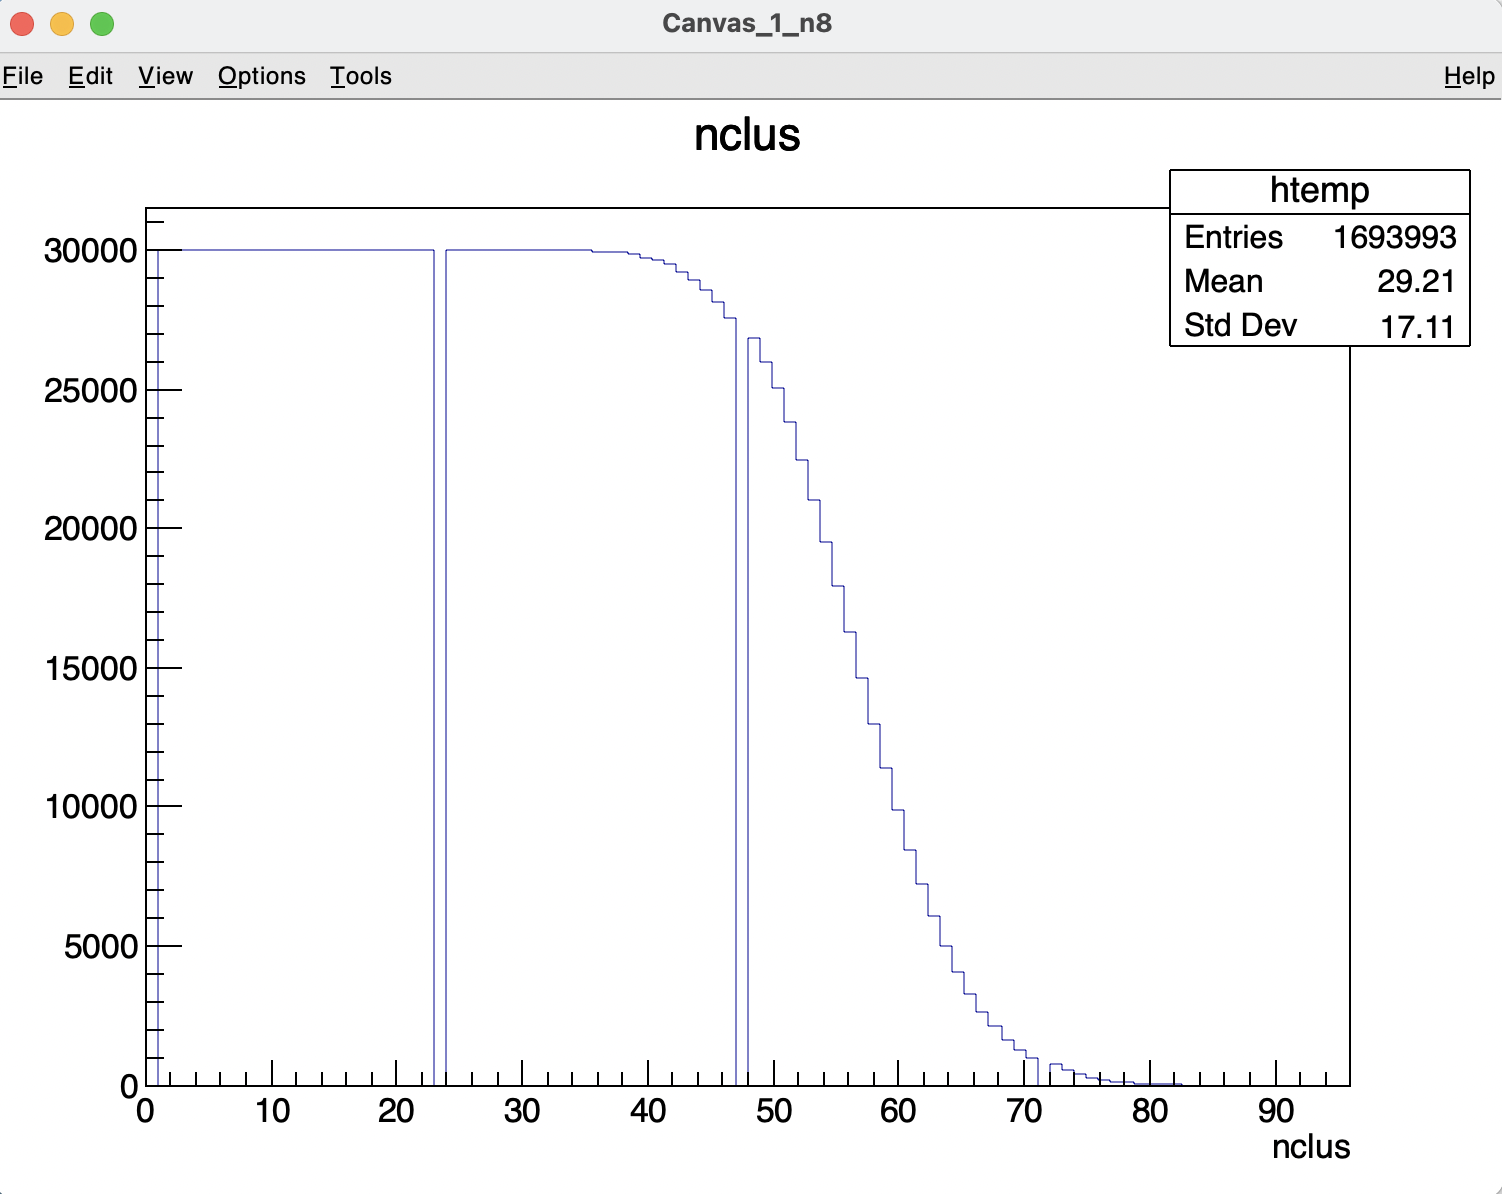 Canvas_1_n8
File Edit View Options Tools Help
nclus
htemp
Entries 1693993
Mean 29.21
Std Dev 17.11
30000
25000
20000
15000
10000
5000
0
0 10 20 30 40 50 60 70 80 90
nclus